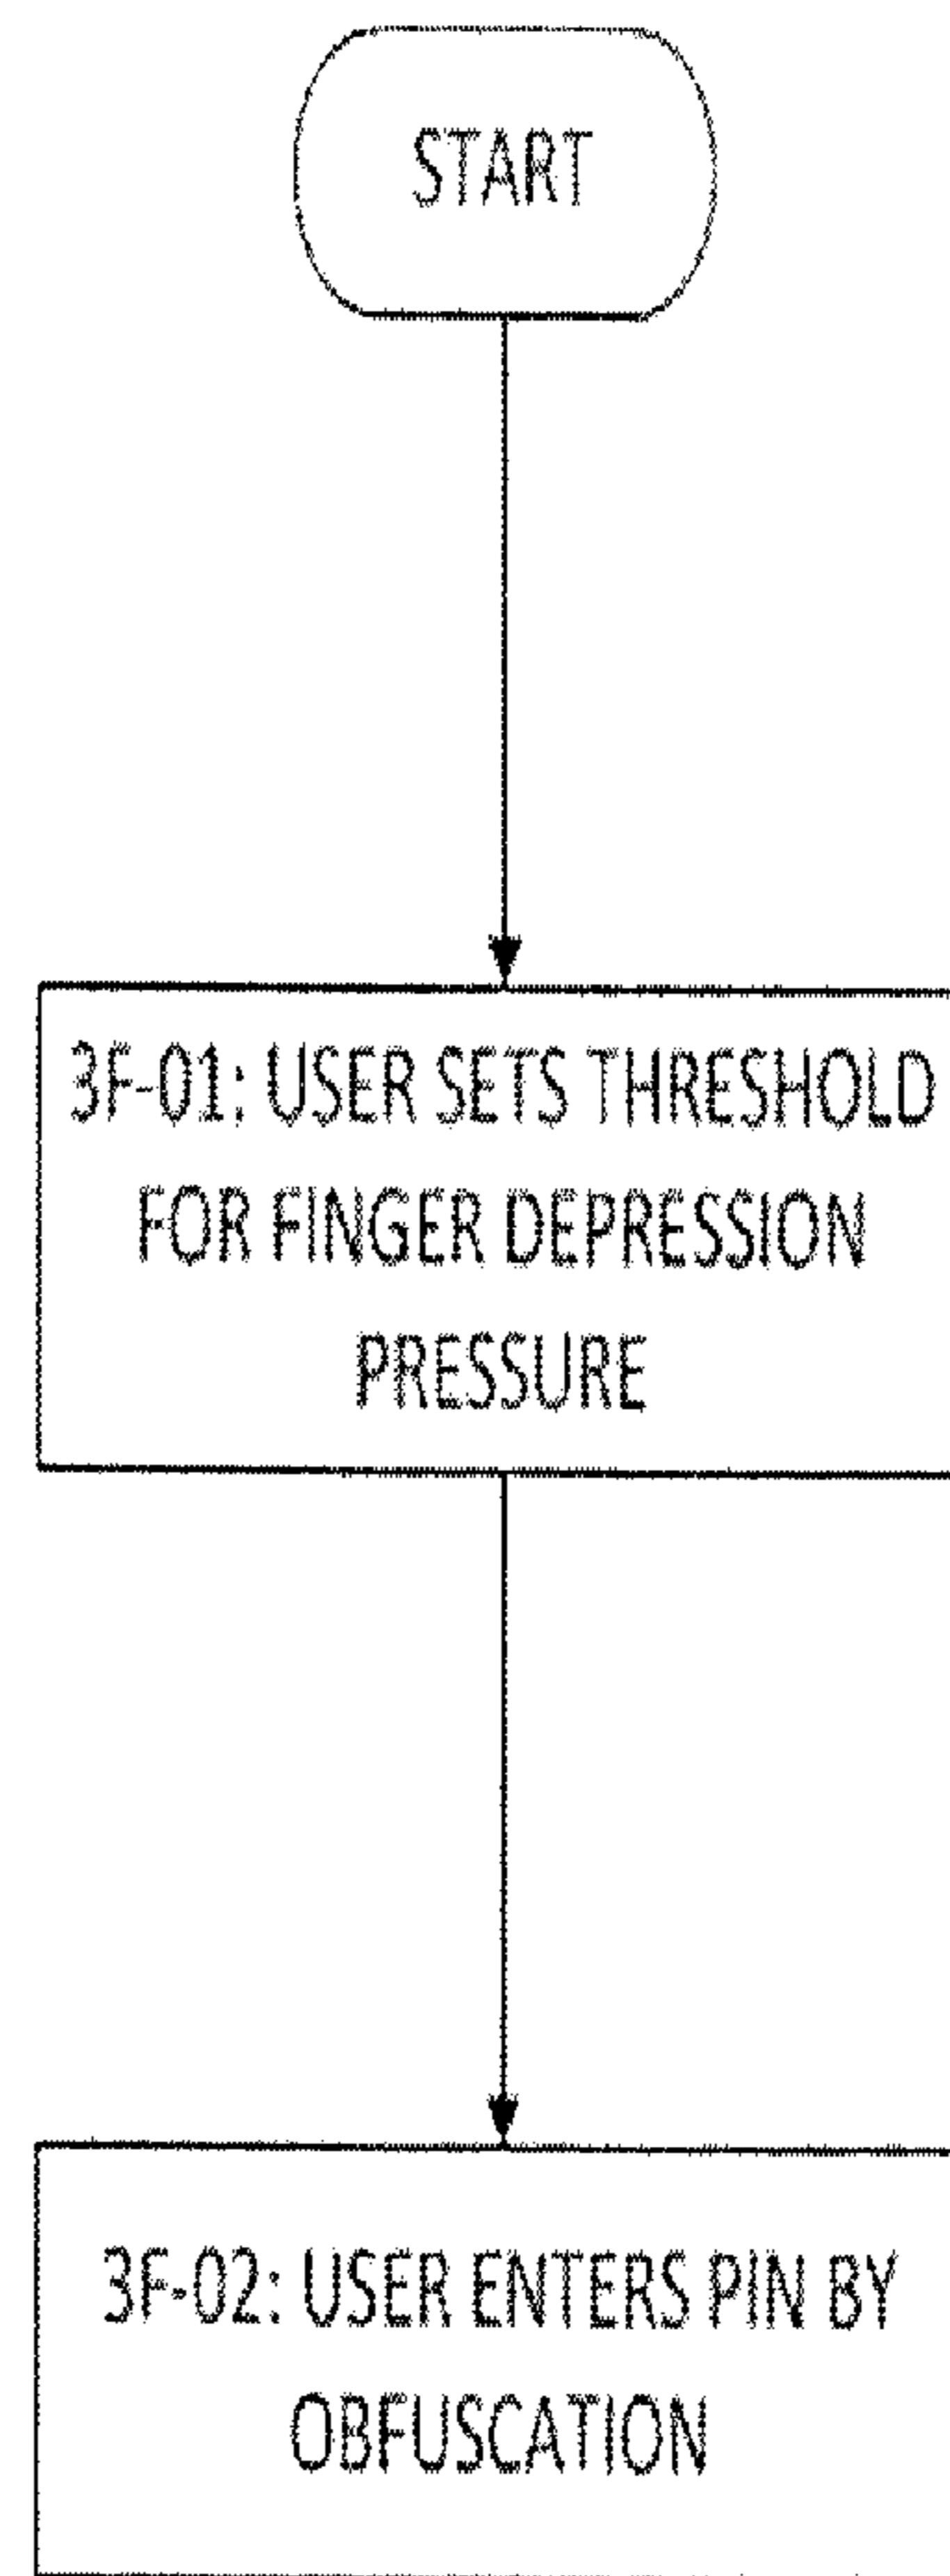 START
3F-01: USER SETS THRESHOLD
FOR FINGER DEPRESSION
PRESSURE
3F-02: USER ENTERS PIN BY
OBFUSCATION